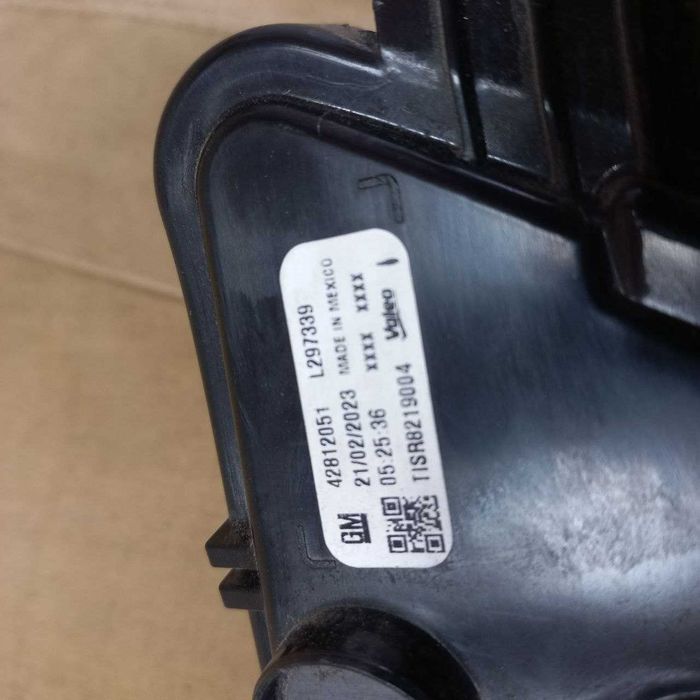 GM 42812051 L297339
21/02/2023 MADE IN MEXICO
05:25:36 XXXX XXXX
TISR8219004 Valeo